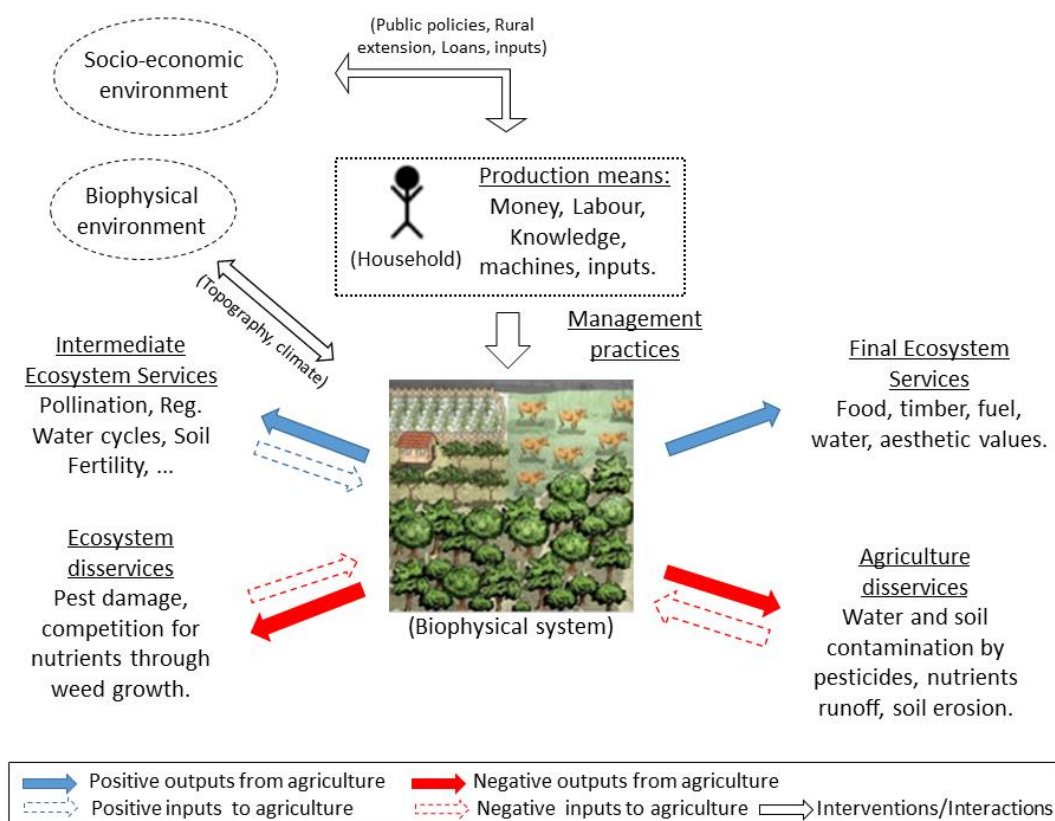 (Public policies, Rural
extension, Loans, inputs)
Socio-economic
environment
Biophysical
environment
(Topography, climate)
(Household)
Production means:
Money, Labour,
Knowledge,
machines, inputs.
Management
practices
Intermediate
Ecosystem Services
Pollination, Reg.
Water cycles, Soil
Fertility, ...
Final Ecosystem
Services
Food, timber, fuel,
water, aesthetic values.
Ecosystem
disservices
Pest damage,
competition for
nutrients through
weed growth.
(Biophysical system)
Agriculture
disservices
Water and soil
contamination by
pesticides, nutrients
runoff, soil erosion.
Positive outputs from agriculture
Negative outputs from agriculture
Positive inputs to agriculture
Negative inputs to agriculture
Interventions/Interactions